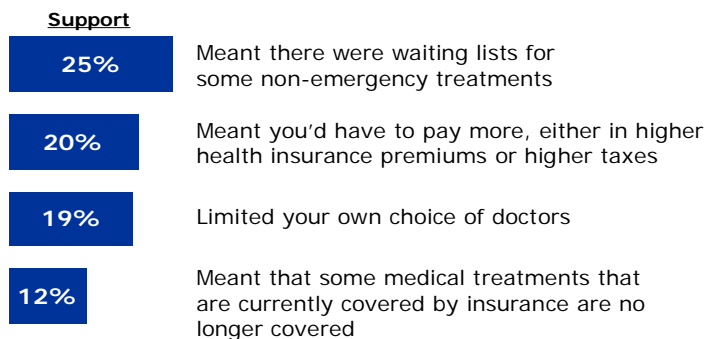 Support
25%
Meant there were waiting lists for
some non-emergency treatments
20%
Meant you'd have to pay more, either in higher
health insurance premiums or higher taxes
19%
Limited your own choice of doctors
12%
Meant that some medical treatments that
are currently covered by insurance are no
longer covered